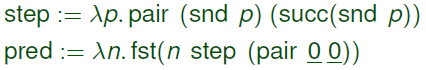 step := λp. pair (snd p) (succ(snd p))
pred := λn. fst(n step (pair 0 0))